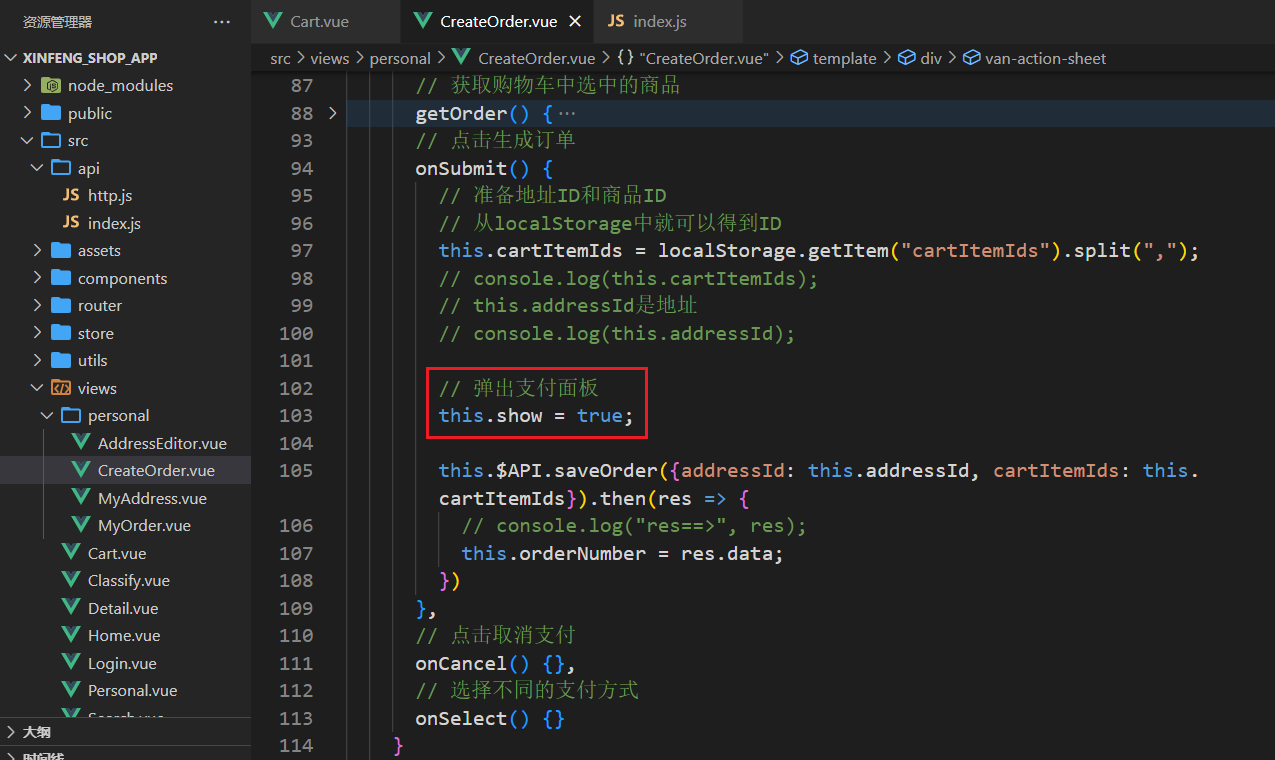 资源管理器
XINFENG_SHOP_APP
node_modules
public
src
api
JS http.js
JS index.js
assets
components
router
store
utils
views
personal
AddressEditor.vue
CreateOrder.vue
MyAddress.vue
MyOrder.vue
Cart.vue
Classify.vue
Detail.vue
Home.vue
Login.vue
Personal.vue
Search.vue
大纲
时间线
Cart.vue
CreateOrder.vue
JS index.js
src > views > personal > CreateOrder.vue > {} "CreateOrder.vue" > template > div > van-action-sheet
87 // 获取购物车中选中的商品
88 getOrder() {…
93 // 点击生成订单
94 onSubmit() {
95 // 准备地址ID和商品ID
96 // 从localStorage中就可以得到ID
97 this.cartItemIds = localStorage.getItem("cartItemIds").split(",");
98 // console.log(this.cartItemIds);
99 // this.addressId是地址
100 // console.log(this.addressId);
101
102 // 弹出支付面板
103 this.show = true;
104
105 this.$API.saveOrder({addressId: this.addressId, cartItemIds: this.
cartItemIds}).then(res => {
106 // console.log("res==>", res);
107 this.orderNumber = res.data;
108 })
109 },
110 // 点击取消支付
111 onCancel() {},
112 // 选择不同的支付方式
113 onSelect() {}
114 }